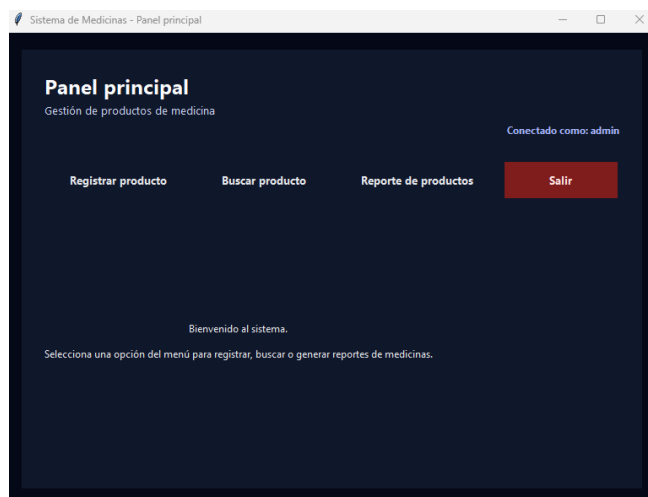 Sistema de Medicinas - Panel principal
Panel principal
Gestión de productos de medicina
Conectado como: admin
Registrar producto Buscar producto Reporte de productos Salir
Bienvenido al sistema.
Selecciona una opción del menú para registrar, buscar o generar reportes de medicinas.